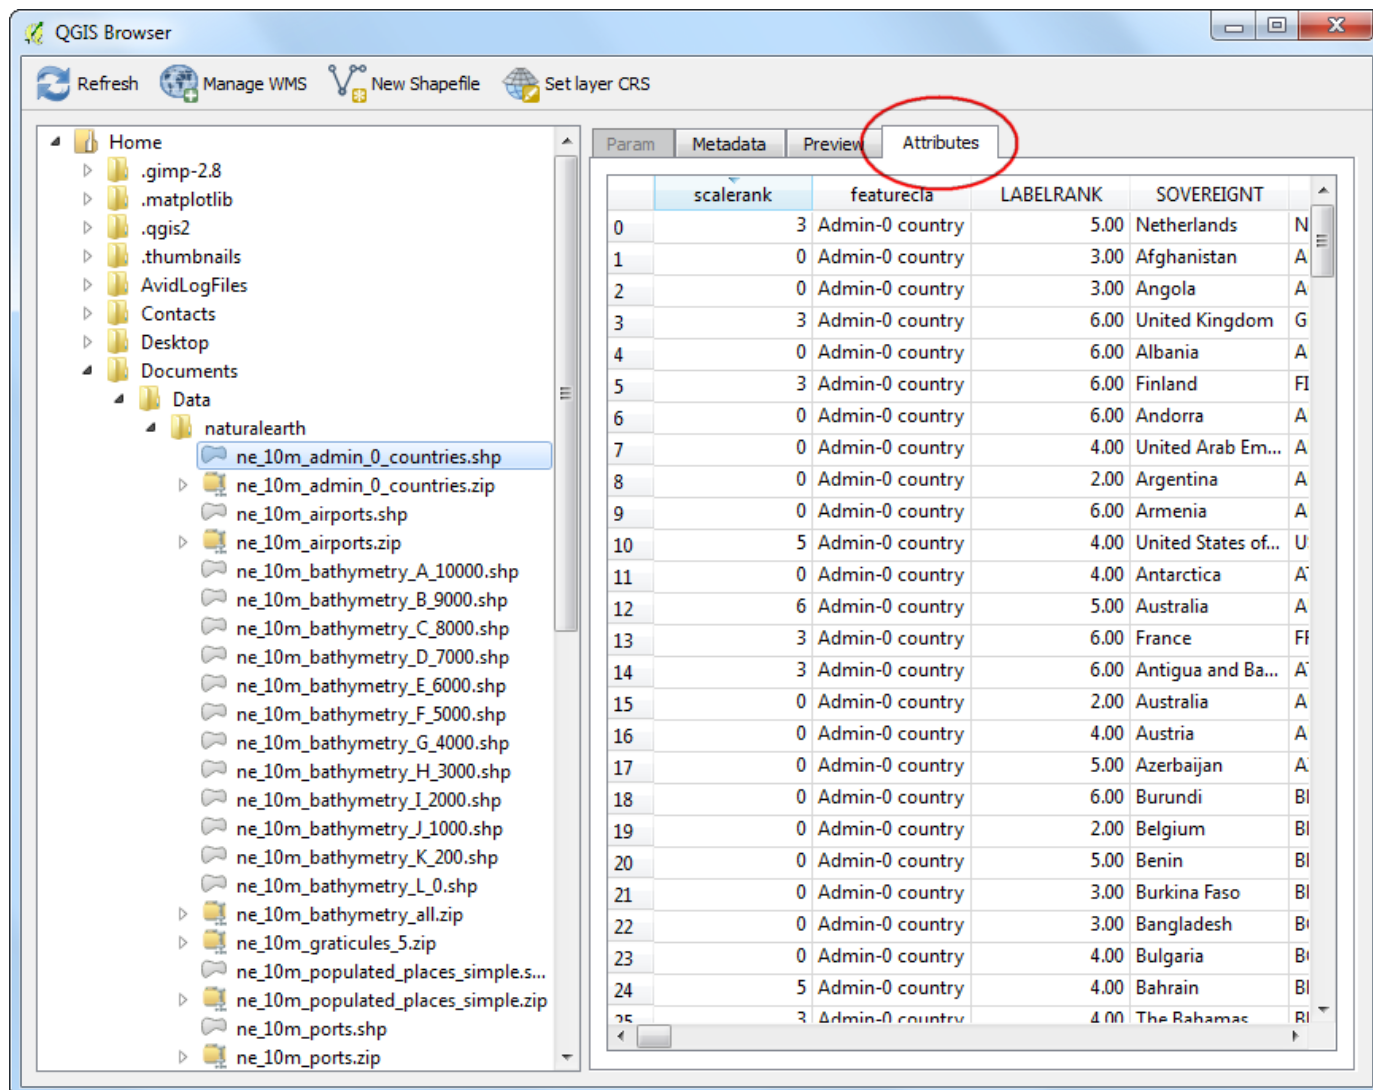 QGIS Browser
Refresh Manage WMS New Shapefile Set layer CRS
Home
.gimp-2.8
.matplotlib
.qgis2
.thumbnails
AvidLogFiles
Contacts
Desktop
Documents
Data
naturalearth
ne_10m_admin_0_countries.shp
ne_10m_admin_0_countries.zip
ne_10m_airports.shp
ne_10m_airports.zip
ne_10m_bathymetry_A_10000.shp
ne_10m_bathymetry_B_9000.shp
ne_10m_bathymetry_C_8000.shp
ne_10m_bathymetry_D_7000.shp
ne_10m_bathymetry_E_6000.shp
ne_10m_bathymetry_F_5000.shp
ne_10m_bathymetry_G_4000.shp
ne_10m_bathymetry_H_3000.shp
ne_10m_bathymetry_I_2000.shp
ne_10m_bathymetry_J_1000.shp
ne_10m_bathymetry_K_200.shp
ne_10m_bathymetry_L_0.shp
ne_10m_bathymetry_all.zip
ne_10m_graticules_5.zip
ne_10m_populated_places_simple.s...
ne_10m_populated_places_simple.zip
ne_10m_ports.shp
ne_10m_ports.zip
Param Metadata Preview Attributes
scalerank featurecla LABELRANK SOVEREIGNT
0 3 Admin-0 country 5.00 Netherlands N
1 0 Admin-0 country 3.00 Afghanistan A
2 0 Admin-0 country 3.00 Angola A
3 3 Admin-0 country 6.00 United Kingdom G
4 0 Admin-0 country 6.00 Albania A
5 3 Admin-0 country 6.00 Finland FI
6 0 Admin-0 country 6.00 Andorra A
7 0 Admin-0 country 4.00 United Arab Em... A
8 0 Admin-0 country 2.00 Argentina A
9 0 Admin-0 country 6.00 Armenia A
10 5 Admin-0 country 4.00 United States of... U
11 0 Admin-0 country 4.00 Antarctica A
12 6 Admin-0 country 5.00 Australia A
13 3 Admin-0 country 6.00 France
14 3 Admin-0 country 6.00 Antigua and Ba... A
15 0 Admin-0 country 2.00 Australia A
16 0 Admin-0 country 4.00 Austria A
17 0 Admin-0 country 5.00 Azerbaijan A
18 0 Admin-0 country 6.00 Burundi
19 0 Admin-0 country 2.00 Belgium
20 0 Admin-0 country 5.00 Benin
21 0 Admin-0 country 3.00 Burkina Faso
22 0 Admin-0 country 3.00 Bangladesh
23 0 Admin-0 country 4.00 Bulgaria
24 5 Admin-0 country 4.00 Bahrain
25 3 Admin-0 country 4.00 The Bahamas